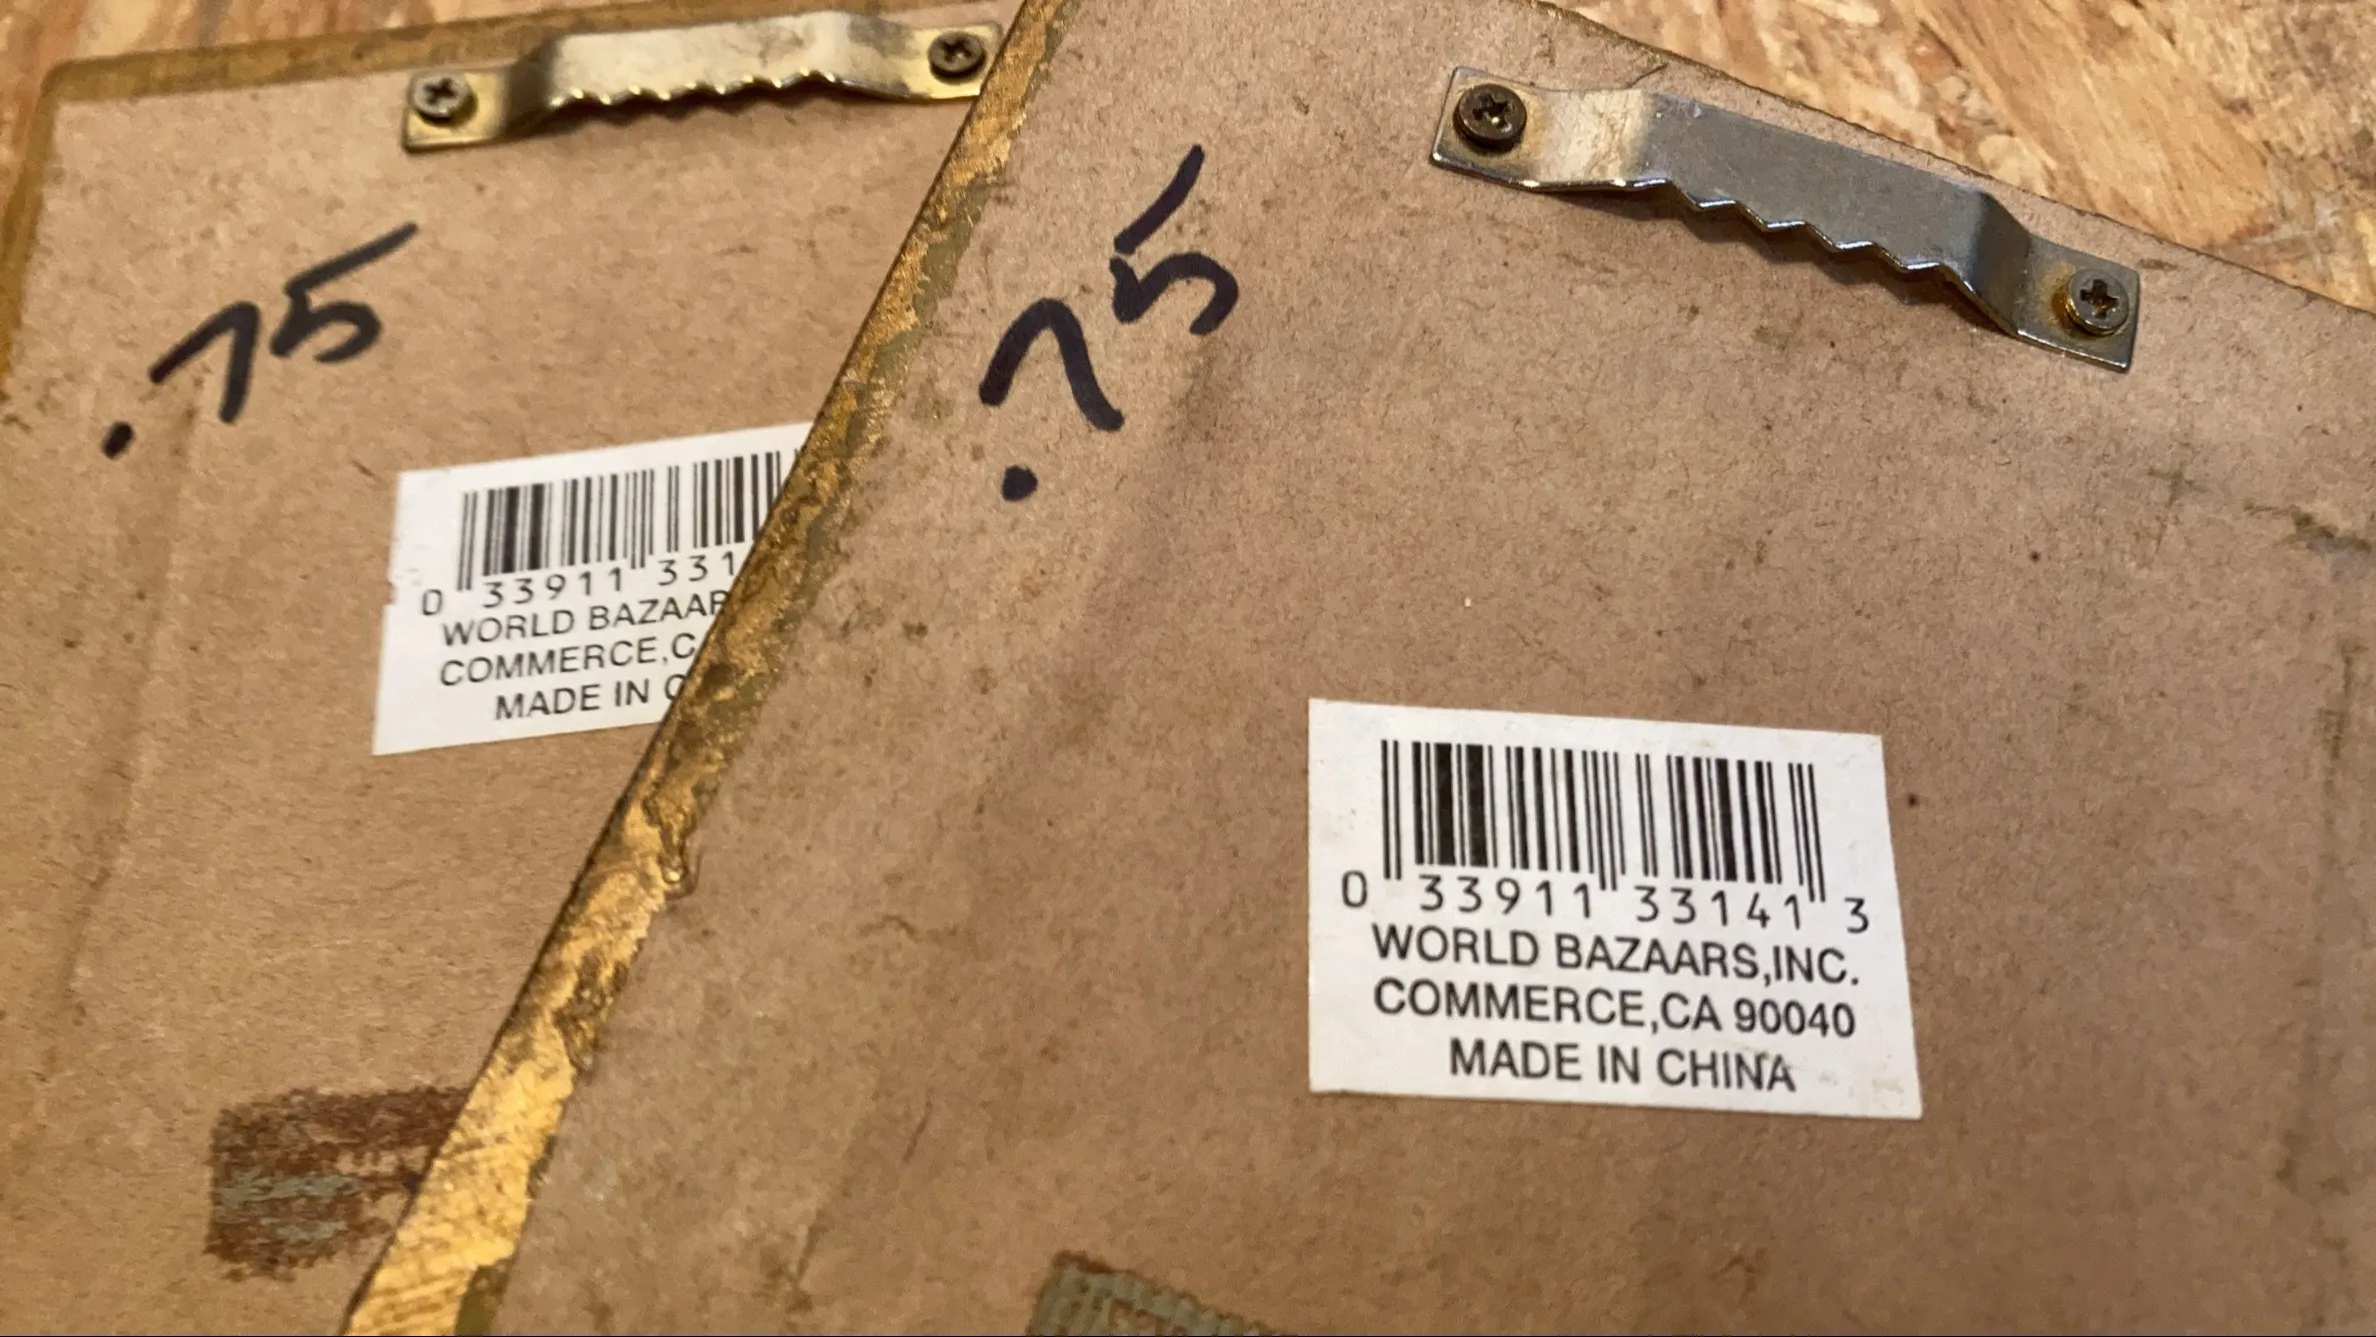 .75
0 33911 331
WORLD BAZAAR
COMMERCE,C
MADE IN C
.75
0 33911 33141 3
WORLD BAZAARS,INC.
COMMERCE,CA 90040
MADE IN CHINA